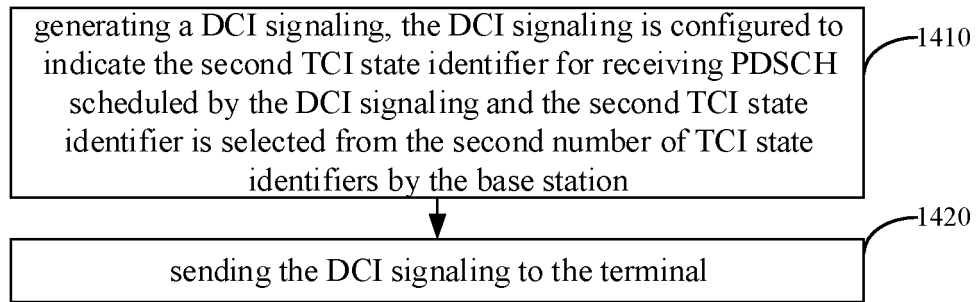 generating a DCI signaling, the DCI signaling is configured to
1410
indicate the second TCI state identifier for receiving PDSCH
scheduled by the DCI signaling and the second TCI state
identifier is selected from the second number of TCI state
identifiers by the base station
1420
sending the DCI signaling to the terminal